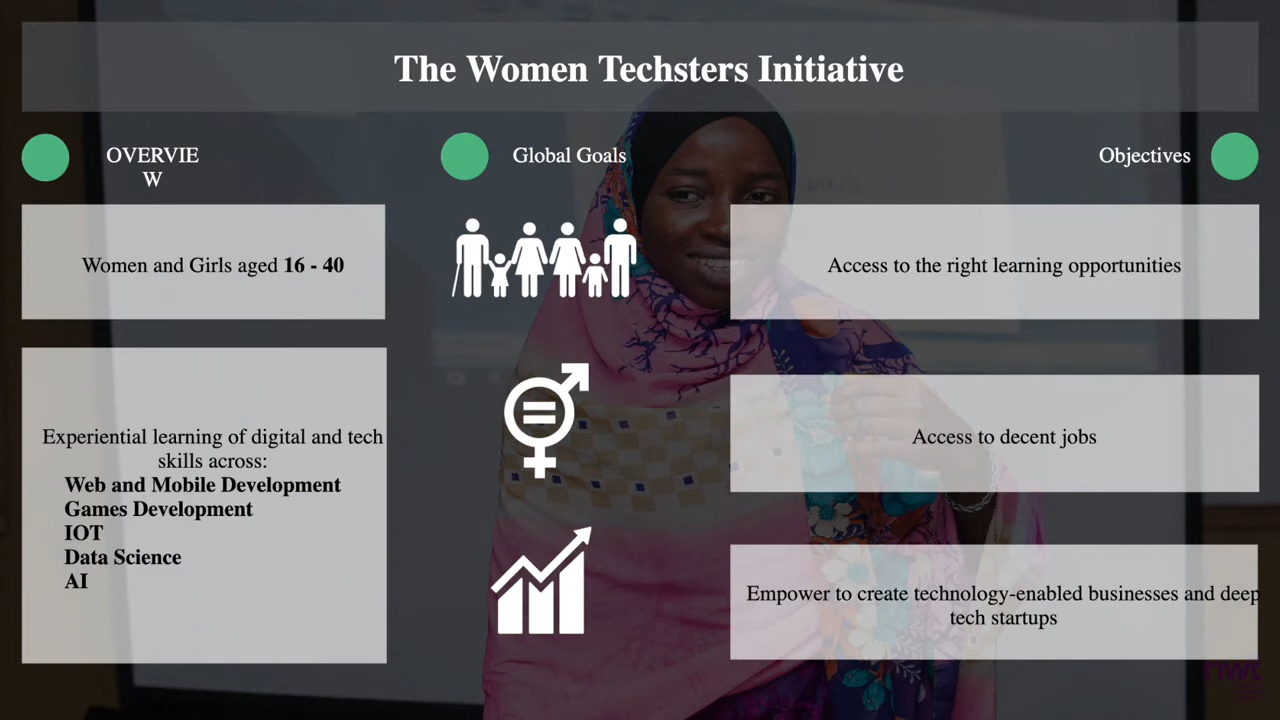 The Women Techsters Initiative
OVERVIE
W
Global Goals
Objectives
Women and Girls aged 16 - 40
Experiential learning of digital and tech
skills across:
Web and Mobile Development
Games Development
IOT
Data Science
AI
Access to the right learning opportunities
Access to decent jobs
Empower to create technology-enabled businesses and deep
tech startups